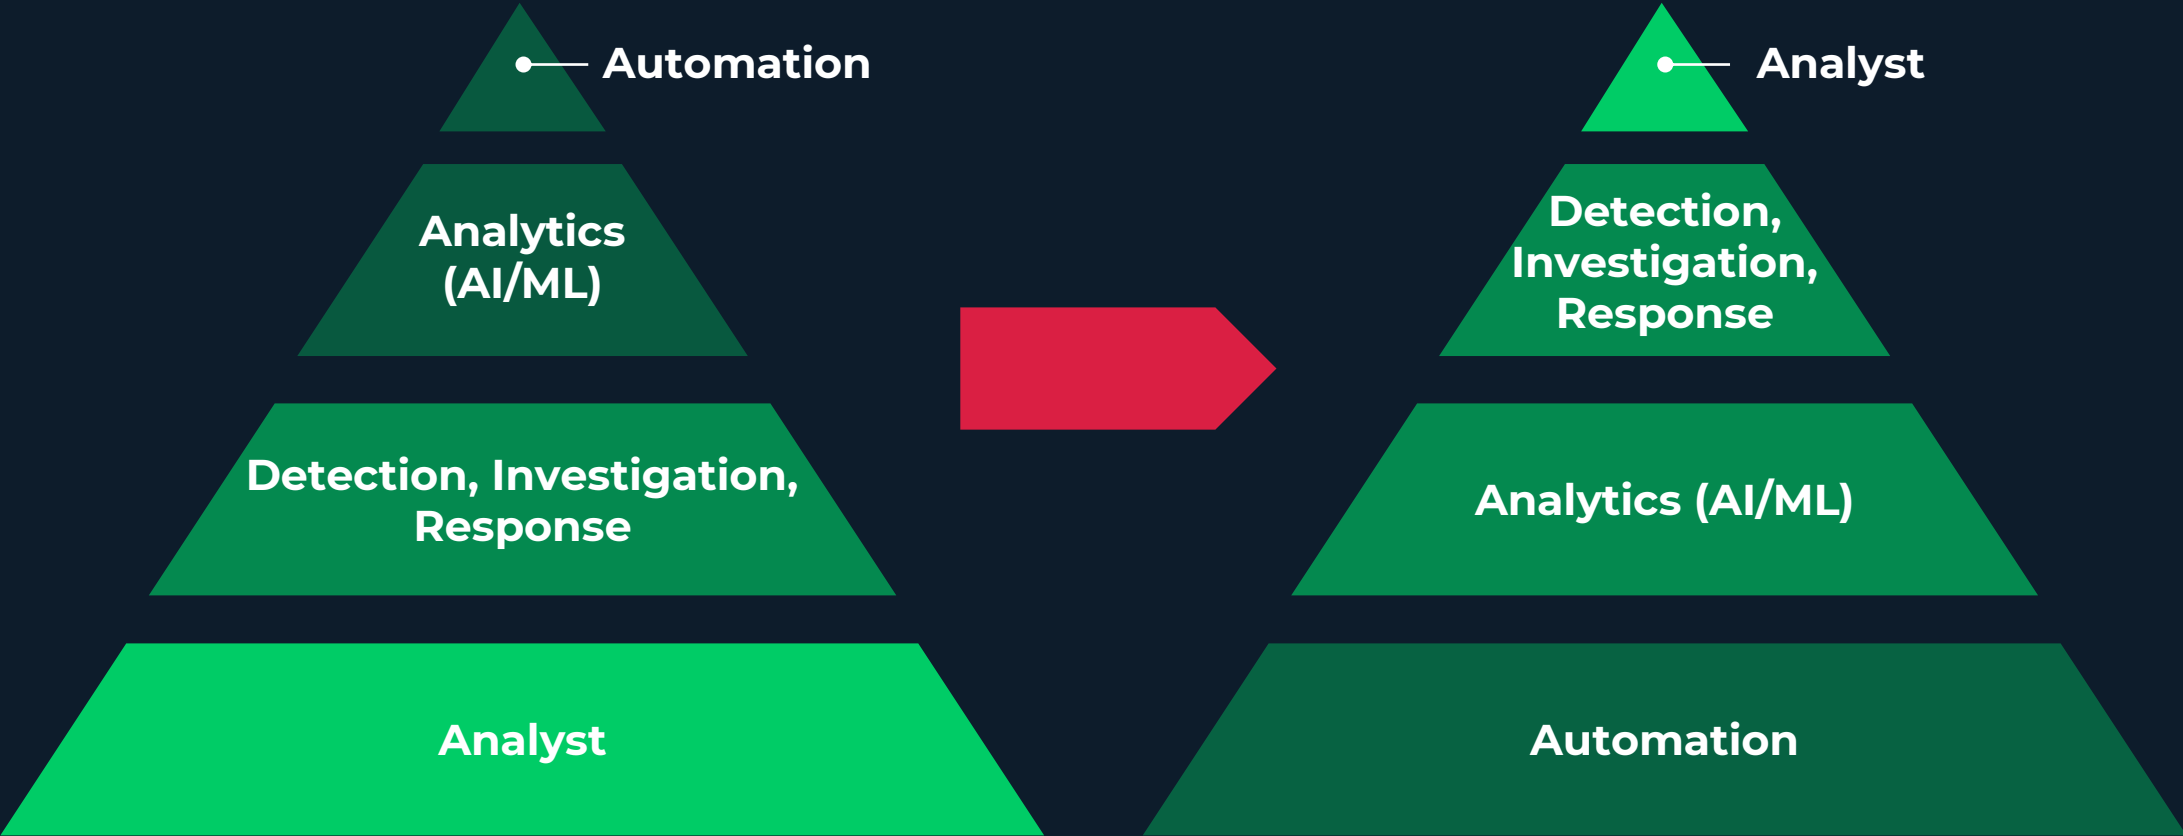 Automation
Analytics
(AI/ML)
Detection, Investigation,
Response
Analyst
Analyst
Detection,
Investigation,
Response
Analytics (AI/ML)
Automation